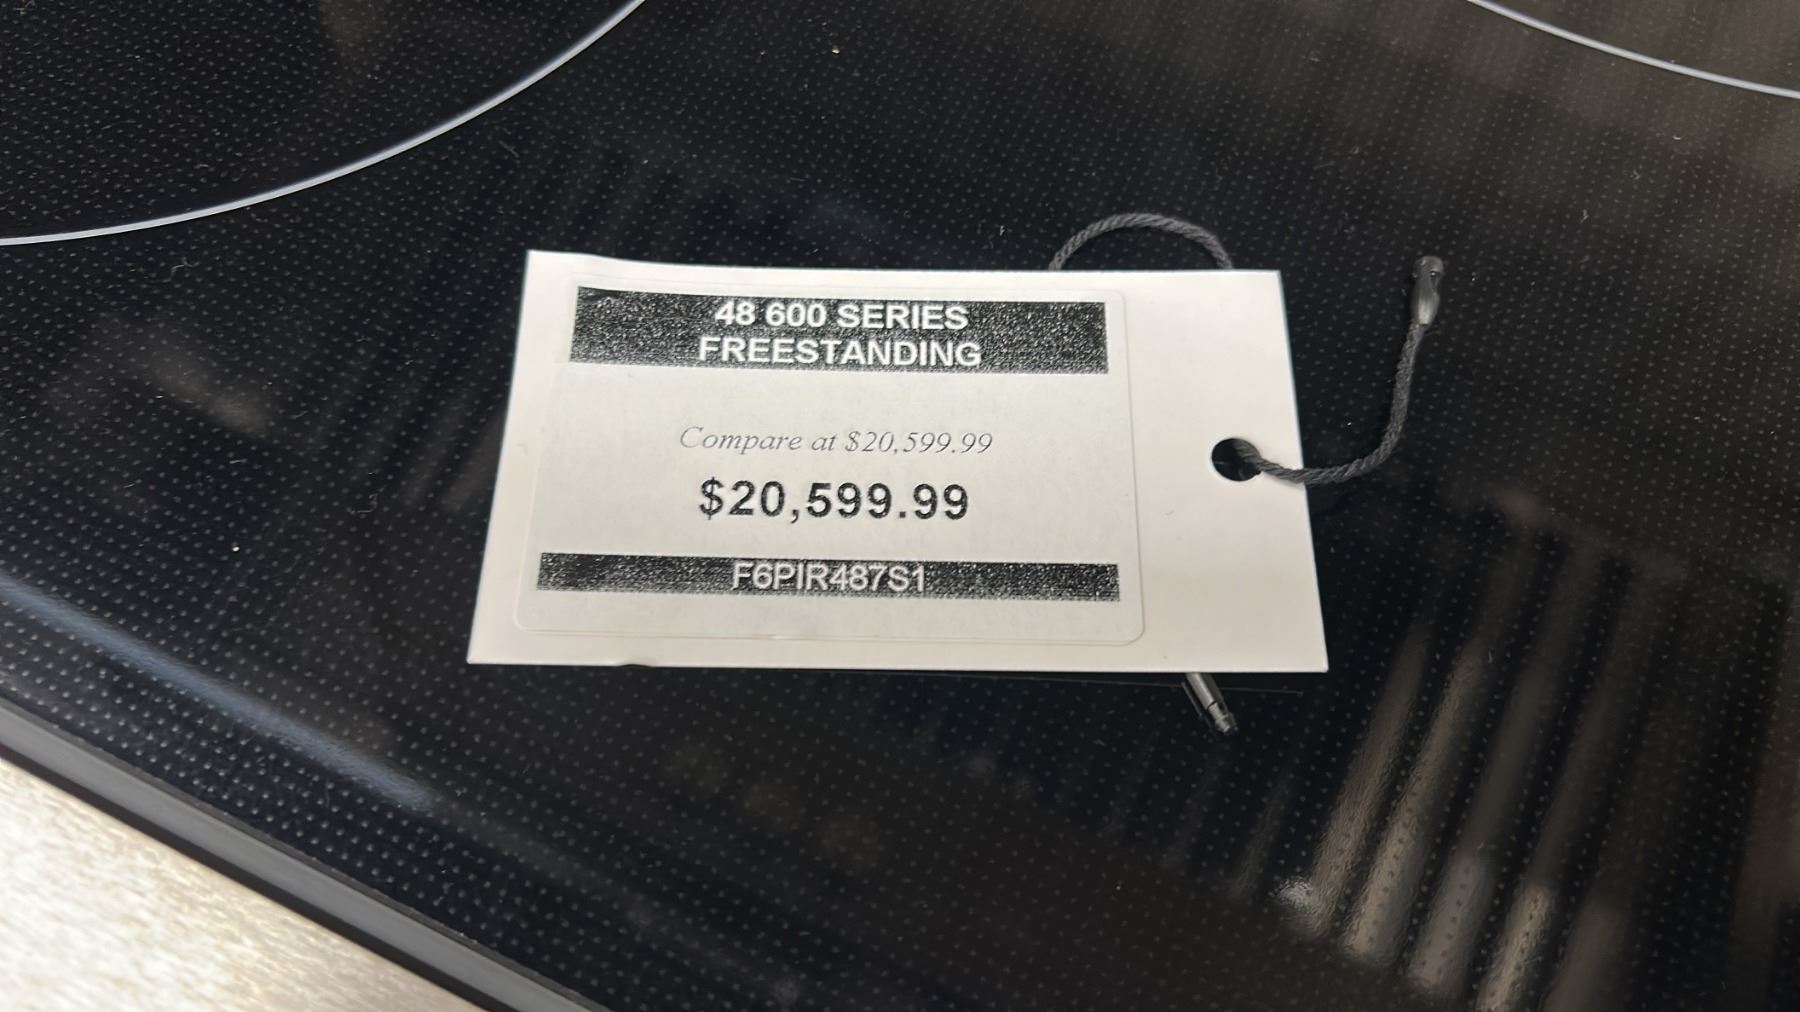 48 600 SERIES
FREESTANDING
Compare at $20,599.99
$20,599.99
F6PIR487S1